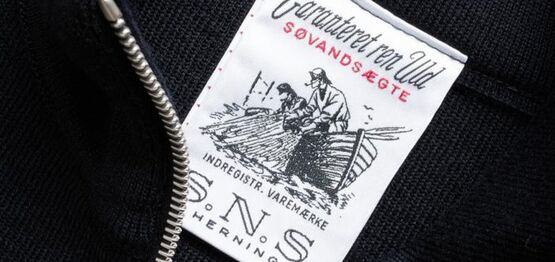 Garanteret ren Uld
SØVANDSÆGTE
INDREGISTR. VAREMÆRKE
S.N.S
HERNING